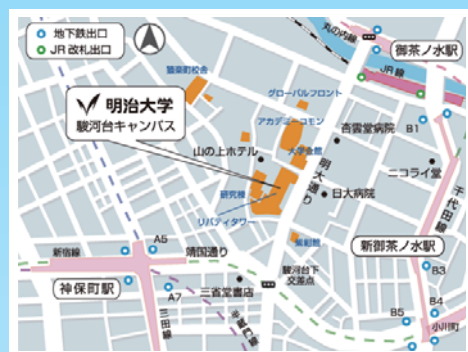 地下鉄出口
JR 改札出口
丸の内線
御茶ノ水駅
JR 線
猿楽町校舎
グローバルフロント
明治大学
駿河台キャンパス
アカデミーコモン
杏雲堂病院
B1
山の上ホテル
大学会館
明大通り
ニコライ堂
千代田線
研究棟
日大病院
リバティタワー
紫紺館
新御茶ノ水駅
新宿線
A5
靖国通り
駿河台下
交差点
B3
神保町駅
A7
三省堂書店
B4
三田線
B5
小川町